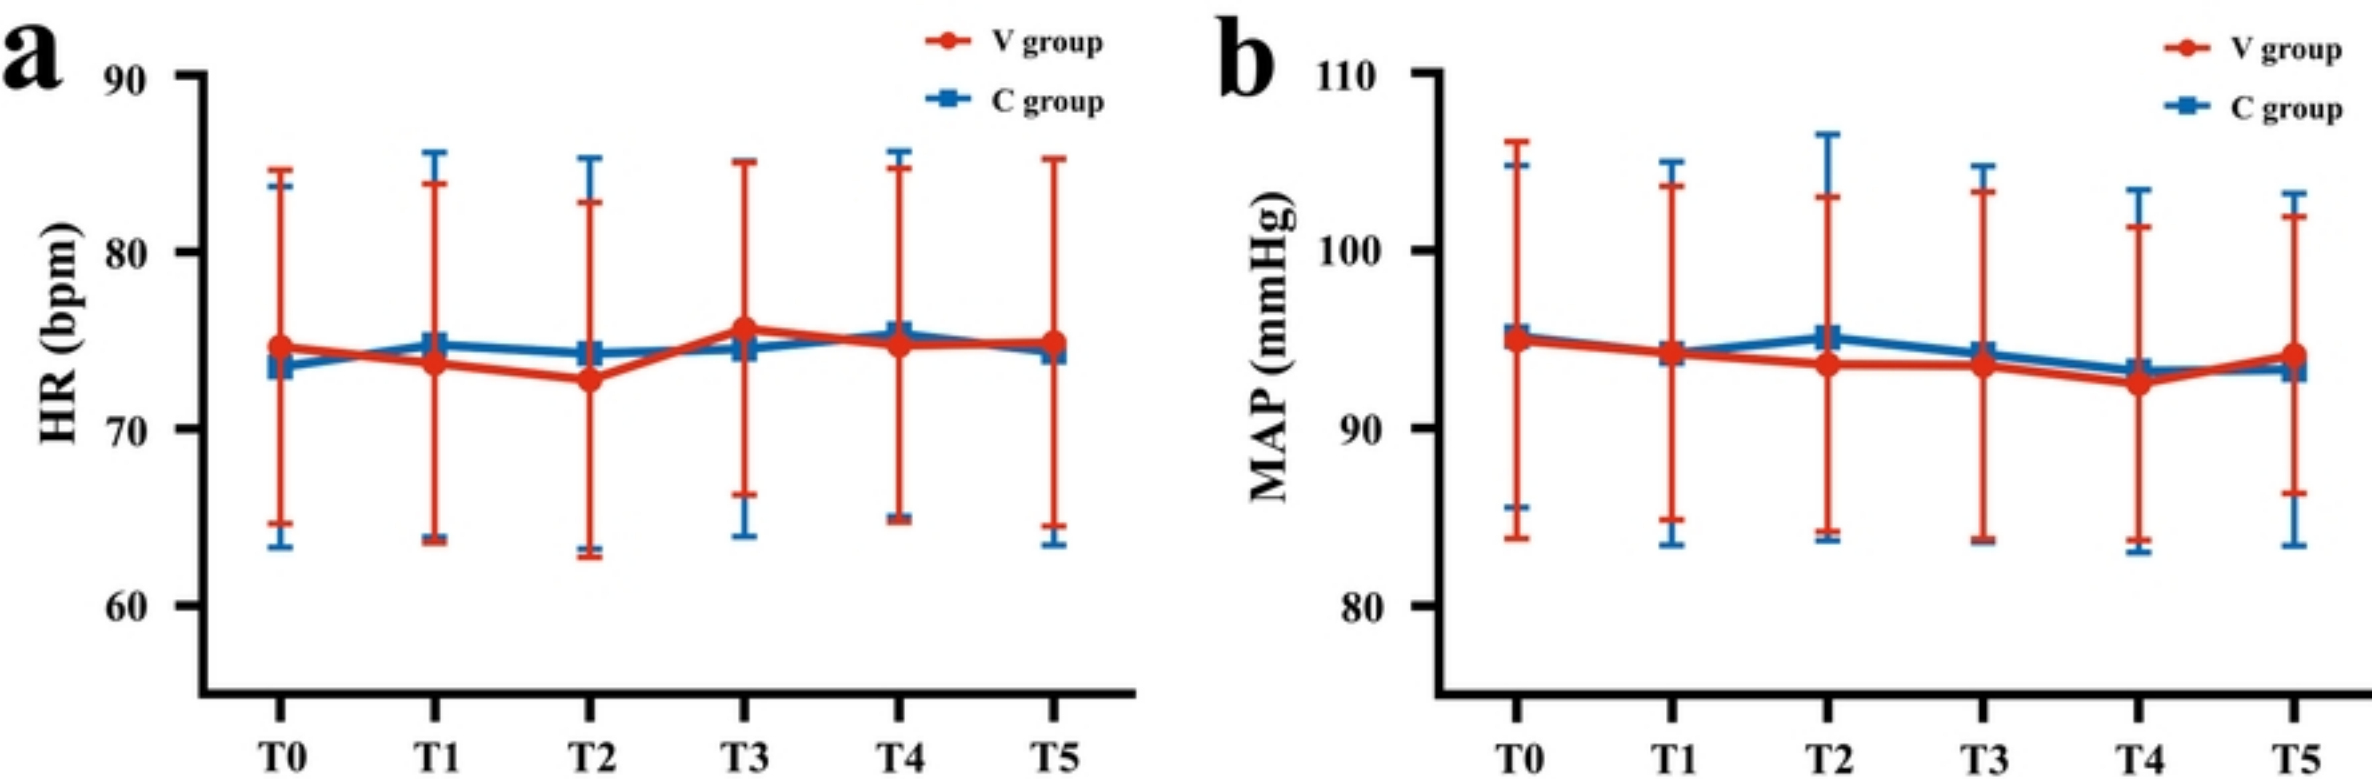 a
V group
C group
HR (bpm)
90
80
70
60
T0 T1 T2 T3 T4 T5
b
V group
C group
MAP (mmHg)
110
100
90
80
T0 T1 T2 T3 T4 T5